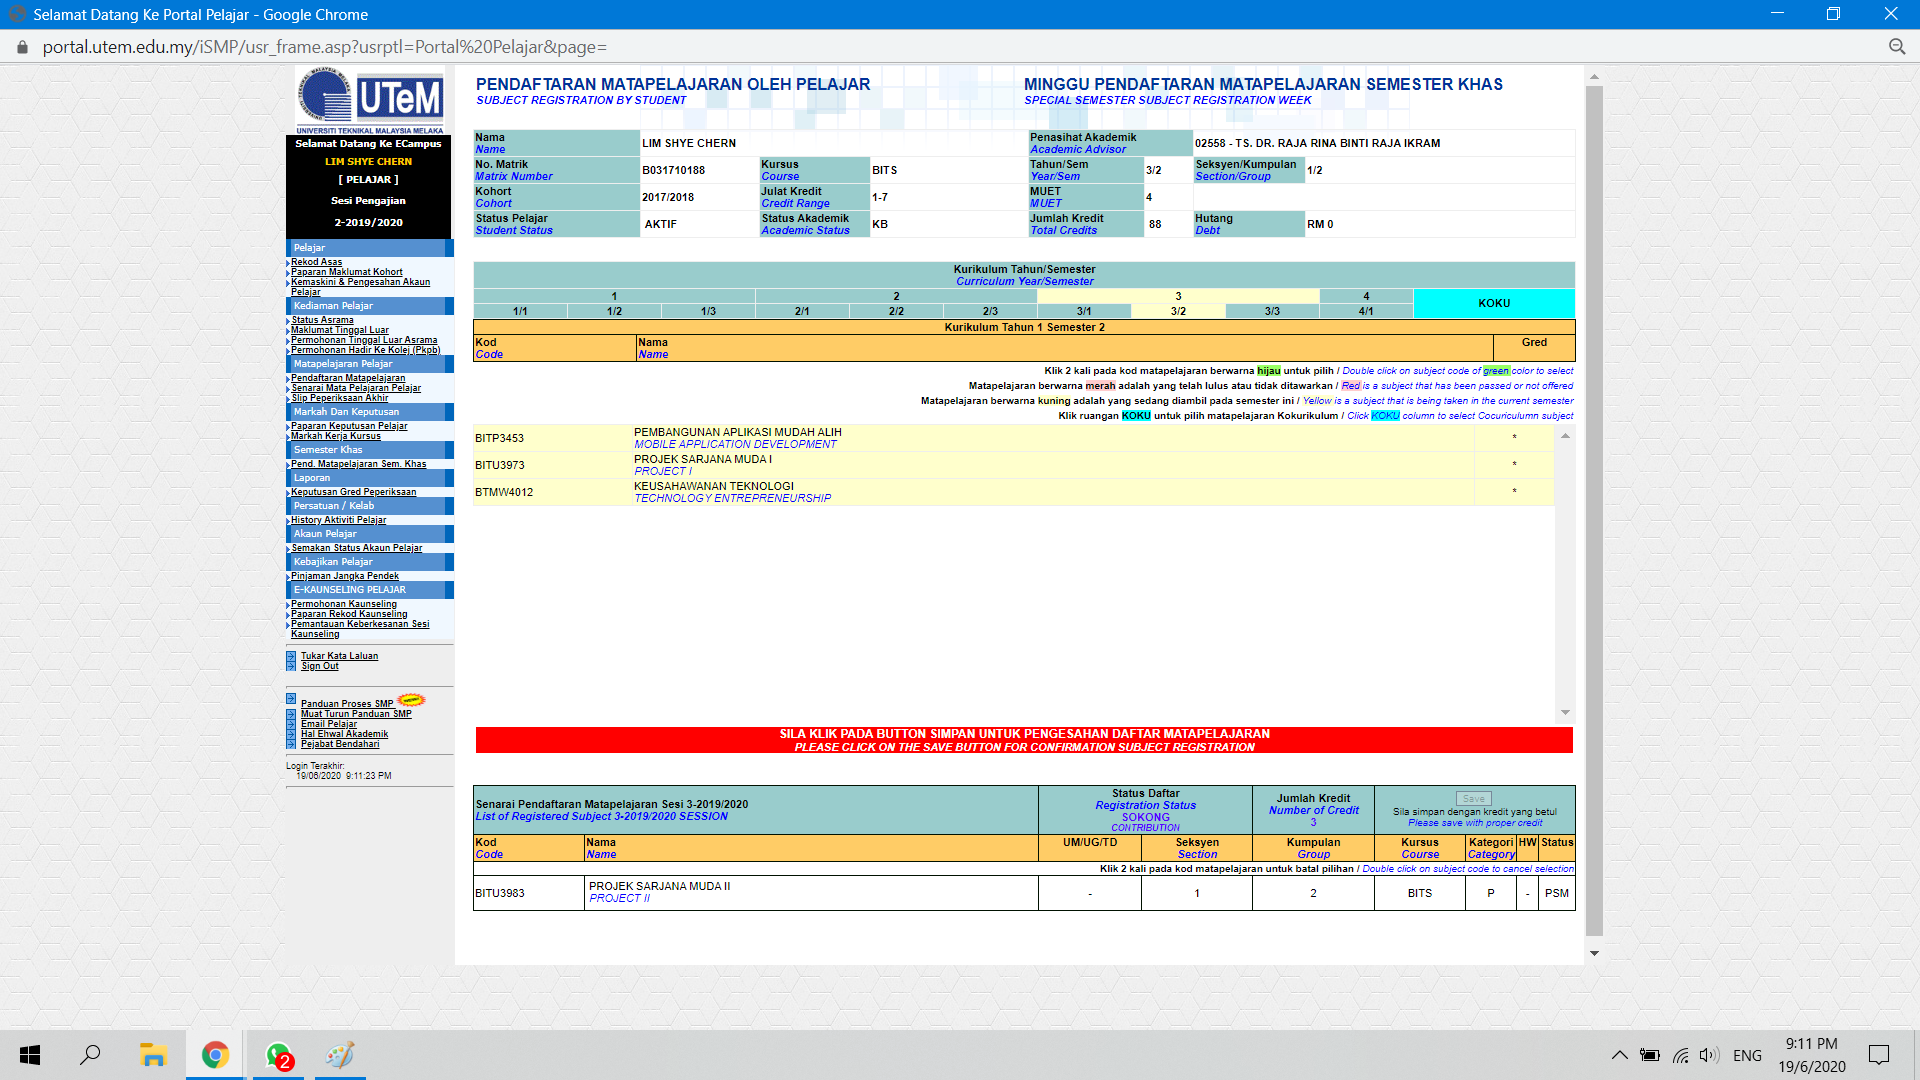 Selamat Datang Ke Portal Pelajar - Google Chrome
portal.utem.edu.my/iSMP/usr_frame.asp?usrptl=Portal%20Pelajar&page=
UTeM
UNIVERSITI TEKNIKAL MALAYSIA MELAKA
Selamat Datang Ke ECampus
LIM SHYE CHERN
[ PELAJAR ]
Sesi Pengajian
2-2019/2020
Pelajar
Rekod Asas
Paparan Maklumat Kohort
Kemaskini & Pengesahan Akaun
Pelajar
Kediaman Pelajar
Status Asrama
Maklumat Tinggal Luar
Permohonan Tinggal Luar Asrama
Permohonan Hadir Ke Kolej (Pkpb)
Matapelajaran Pelajar
Pendaftaran Matapelajaran
Senarai Mata Pelajaran Pelajar
Slip Peperiksaan Akhir
Markah Dan Keputusan
Paparan Keputusan Pelajar
Markah Kerja Kursus
Semester Khas
Pend. Matapelajaran Sem. Khas
Laporan
Keputusan Gred Peperiksaan
Persatuan / Kelab
History Aktiviti Pelajar
Akaun Pelajar
Semakan Status Akaun Pelajar
Kebajikan Pelajar
Pinjaman Jangka Pendek
E-KAUNSELING PELAJAR
Permohonan Kaunseling
Paparan Rekod Kaunseling
Pemantauan Keberkesanan Sesi
Kaunseling
Tukar Kata Laluan
Sign Out
Panduan Proses SMP
Muat Turun Panduan SMP
Email Pelajar
Hal Ehwal Akademik
Pejabat Bendahari
Login Terakhir:
19/06/2020 9:11:23 PM
PENDAFTARAN MATAPELAJARAN OLEH PELAJAR
SUBJECT REGISTRATION BY STUDENT
MINGGU PENDAFTARAN MATAPELAJARAN SEMESTER KHAS
SPECIAL SEMESTER SUBJECT REGISTRATION WEEK
Nama
Name
LIM SHYE CHERN
Penasihat Akademik
Academic Advisor
02558 - TS. DR. RAJA RINA BINTI RAJA IKRAM
No. Matrik
Matrix Number
B031710188
Kursus
Course
BITS
Tahun/Sem
Year/Sem
3/2
Seksyen/Kumpulan
Section/Group
1/2
Kohort
Cohort
2017/2018
Julat Kredit
Credit Range
1-7
MUET
MUET
4
Status Pelajar
Student Status
AKTIF
Status Akademik
Academic Status
KB
Jumlah Kredit
Total Credits
88
Hutang
Debt
RM 0
Kurikulum Tahun/Semester
Curriculum Year/Semester
1 2 3 4 KOKU
1/1 1/2 1/3 2/1 2/2 2/3 3/1 3/2 3/3 4/1
Kurikulum Tahun 1 Semester 2
Kod Nama Gred
Code Name
Klik 2 kali pada kod matapelajaran berwarna hijau untuk pilih / Double click on subject code of green color to select
Matapelajaran berwarna merah adalah yang telah lulus atau tidak ditawarkan / Red is a subject that has been passed or not offered
Matapelajaran berwarna kuning adalah yang sedang diambil pada semester ini / Yellow is a subject that is being taken in the current semester
Klik ruangan KOKU untuk pilih matapelajaran Kokurikulum / Click KOKU column to select Cocuriculumn subject
BITP3453 PEMBANGUNAN APLIKASI MUDAH ALIH *
MOBILE APPLICATION DEVELOPMENT
BITU3973 PROJEK SARJANA MUDA I *
PROJECT I
BTMW4012 KEUSAHAWANAN TEKNOLOGI *
TECHNOLOGY ENTREPRENEURSHIP
SILA KLIK PADA BUTTON SIMPAN UNTUK PENGESAHAN DAFTAR MATAPELAJARAN
PLEASE CLICK ON THE SAVE BUTTON FOR CONFIRMATION SUBJECT REGISTRATION
Senarai Pendaftaran Matapelajaran Sesi 3-2019/2020
List of Registered Subject 3-2019/2020 SESSION
Status Daftar
Registration Status
SOKONG
CONTRIBUTION
Jumlah Kredit
Number of Credit
3
Save
Sila simpan dengan kredit yang betul
Please save with proper credit
Kod Nama UM/UG/TD Seksyen Kumpulan Kursus Kategori HW Status
Code Name Section Group Course Category
Klik 2 kali pada kod matapelajaran untuk batal pilihan / Double click on subject code to cancel selection
BITU3983 PROJEK SARJANA MUDA II - 1 2 BITS P - PSM
PROJECT II
2
ENG
9:11 PM
19/6/2020